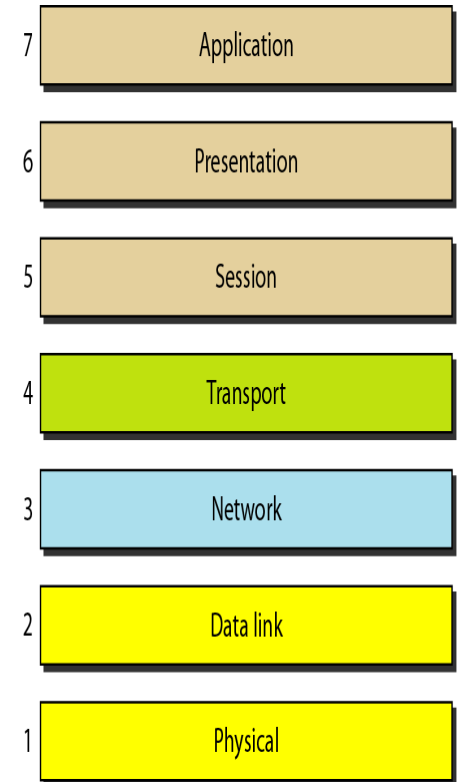 7 Application
6 Presentation
5 Session
4 Transport
3 Network
2 Data link
1 Physical